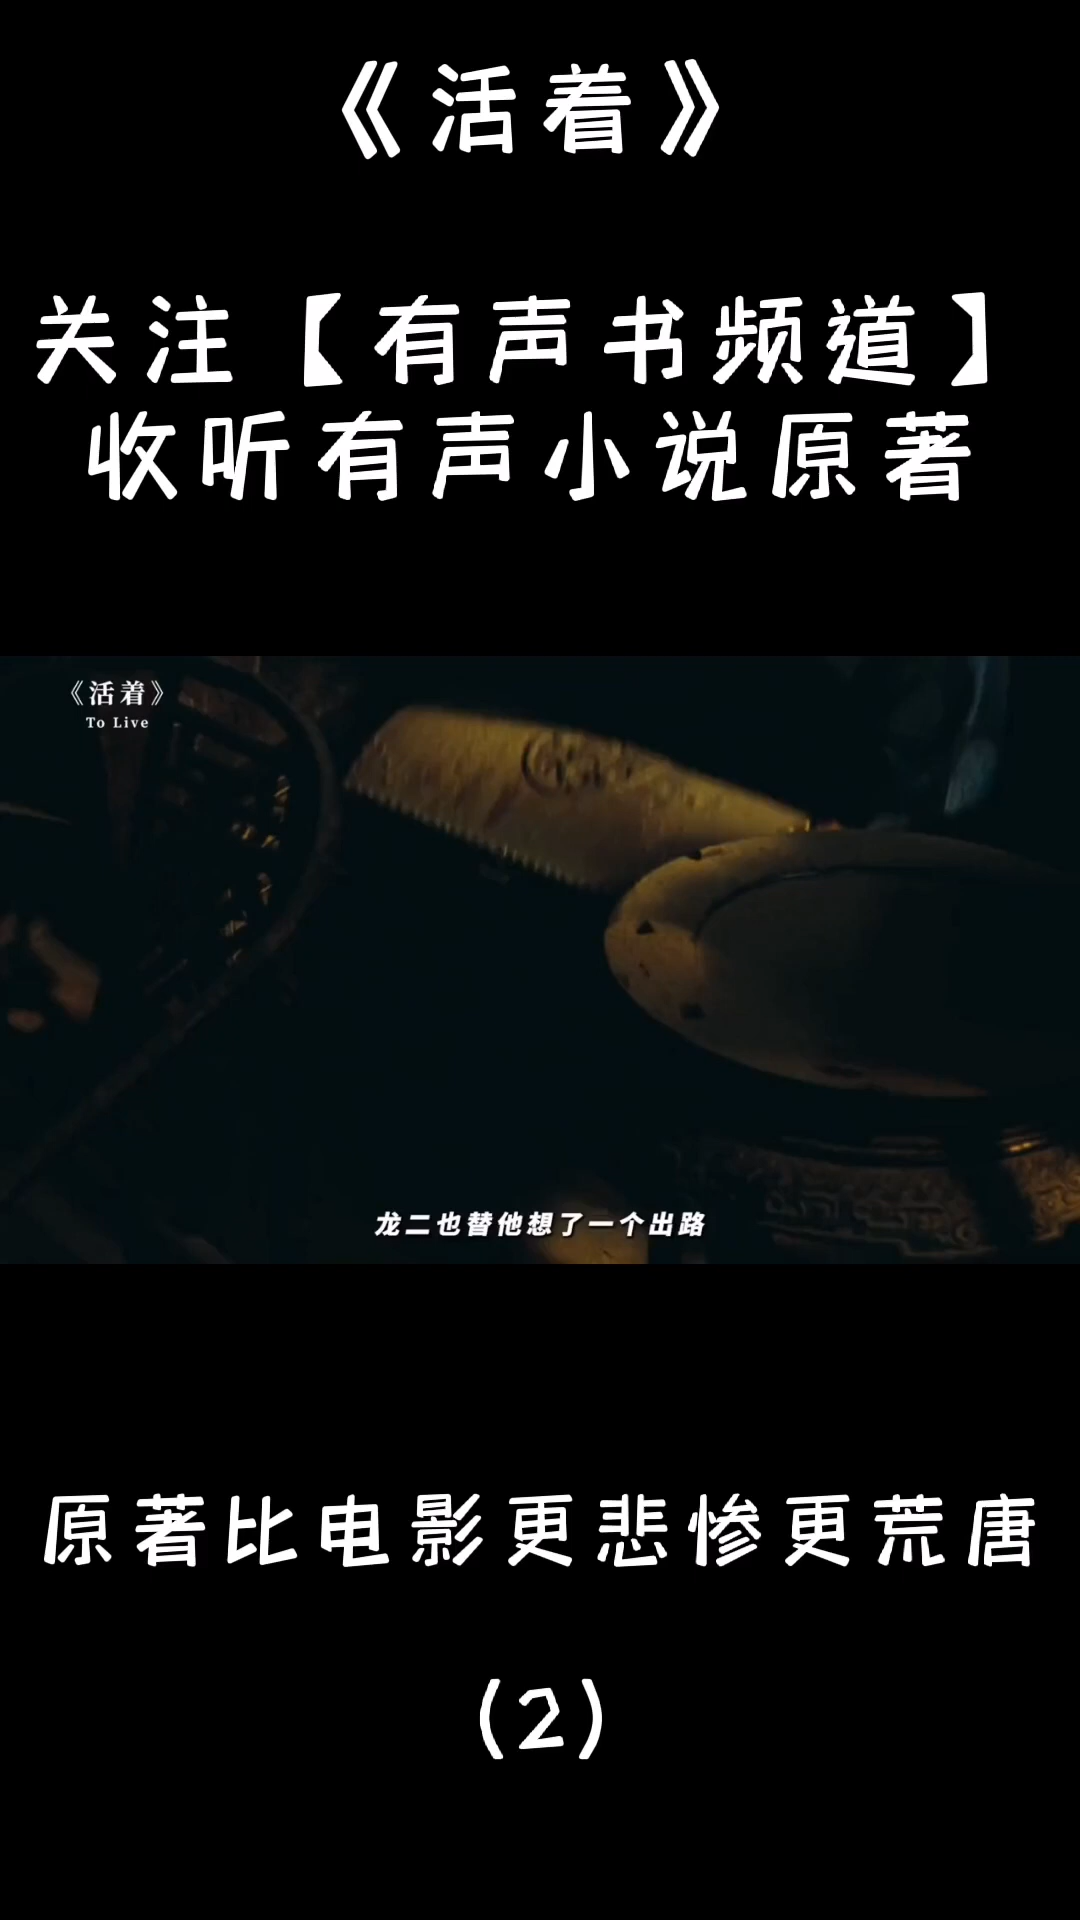 《活着》
关注【有声书频道】
收听有声小说原著
《活着》
To Live
龙二也替他想了一个出路
原著比电影更悲惨更荒唐
(2)